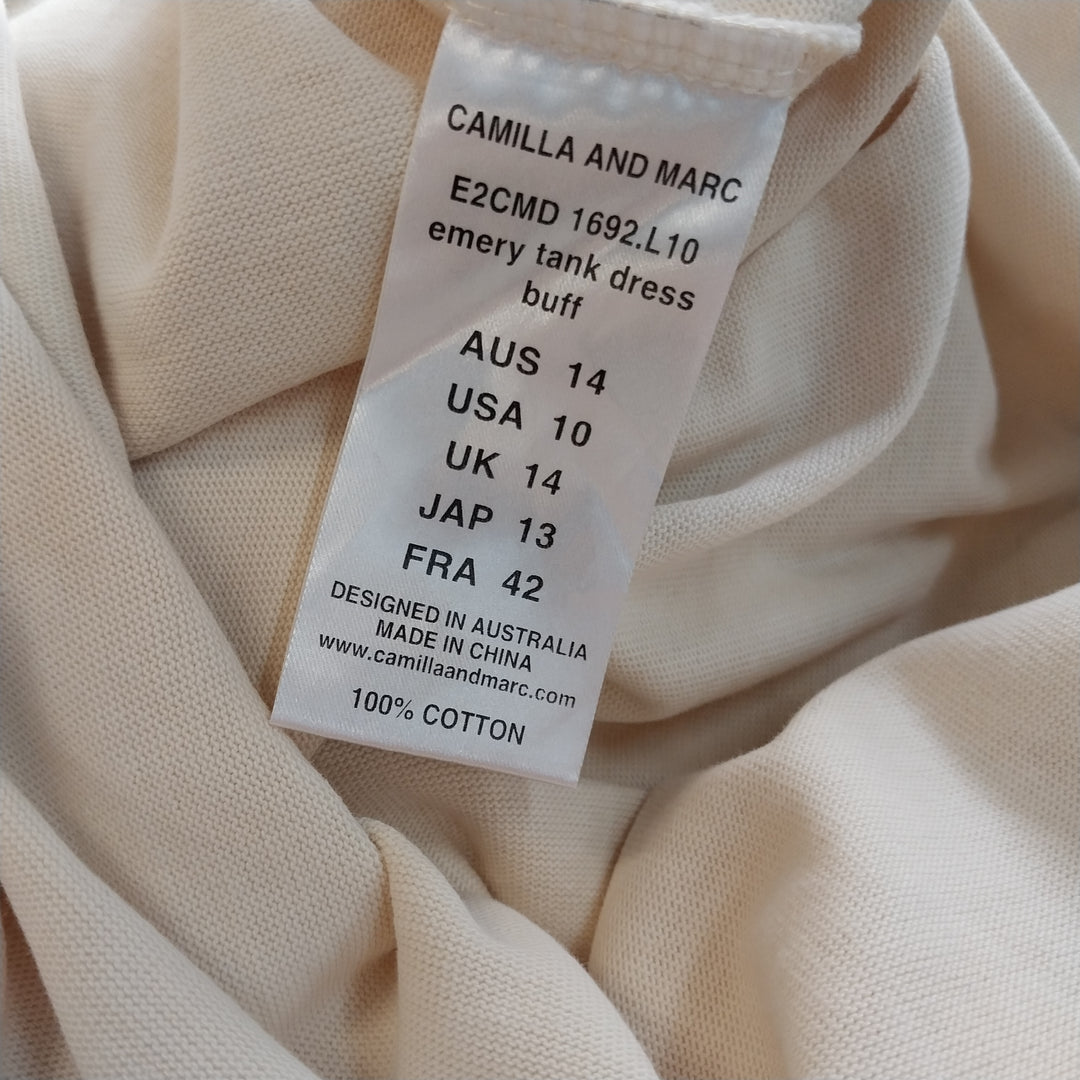 CAMILLA AND MARC
E2CMD 1692.L10
emery tank dress
buff
AUS 14
USA 10
UK 14
JAP 13
FRA 42
DESIGNED IN AUSTRALIA
MADE IN CHINA
www.camillaandmarc.com
100% COTTON